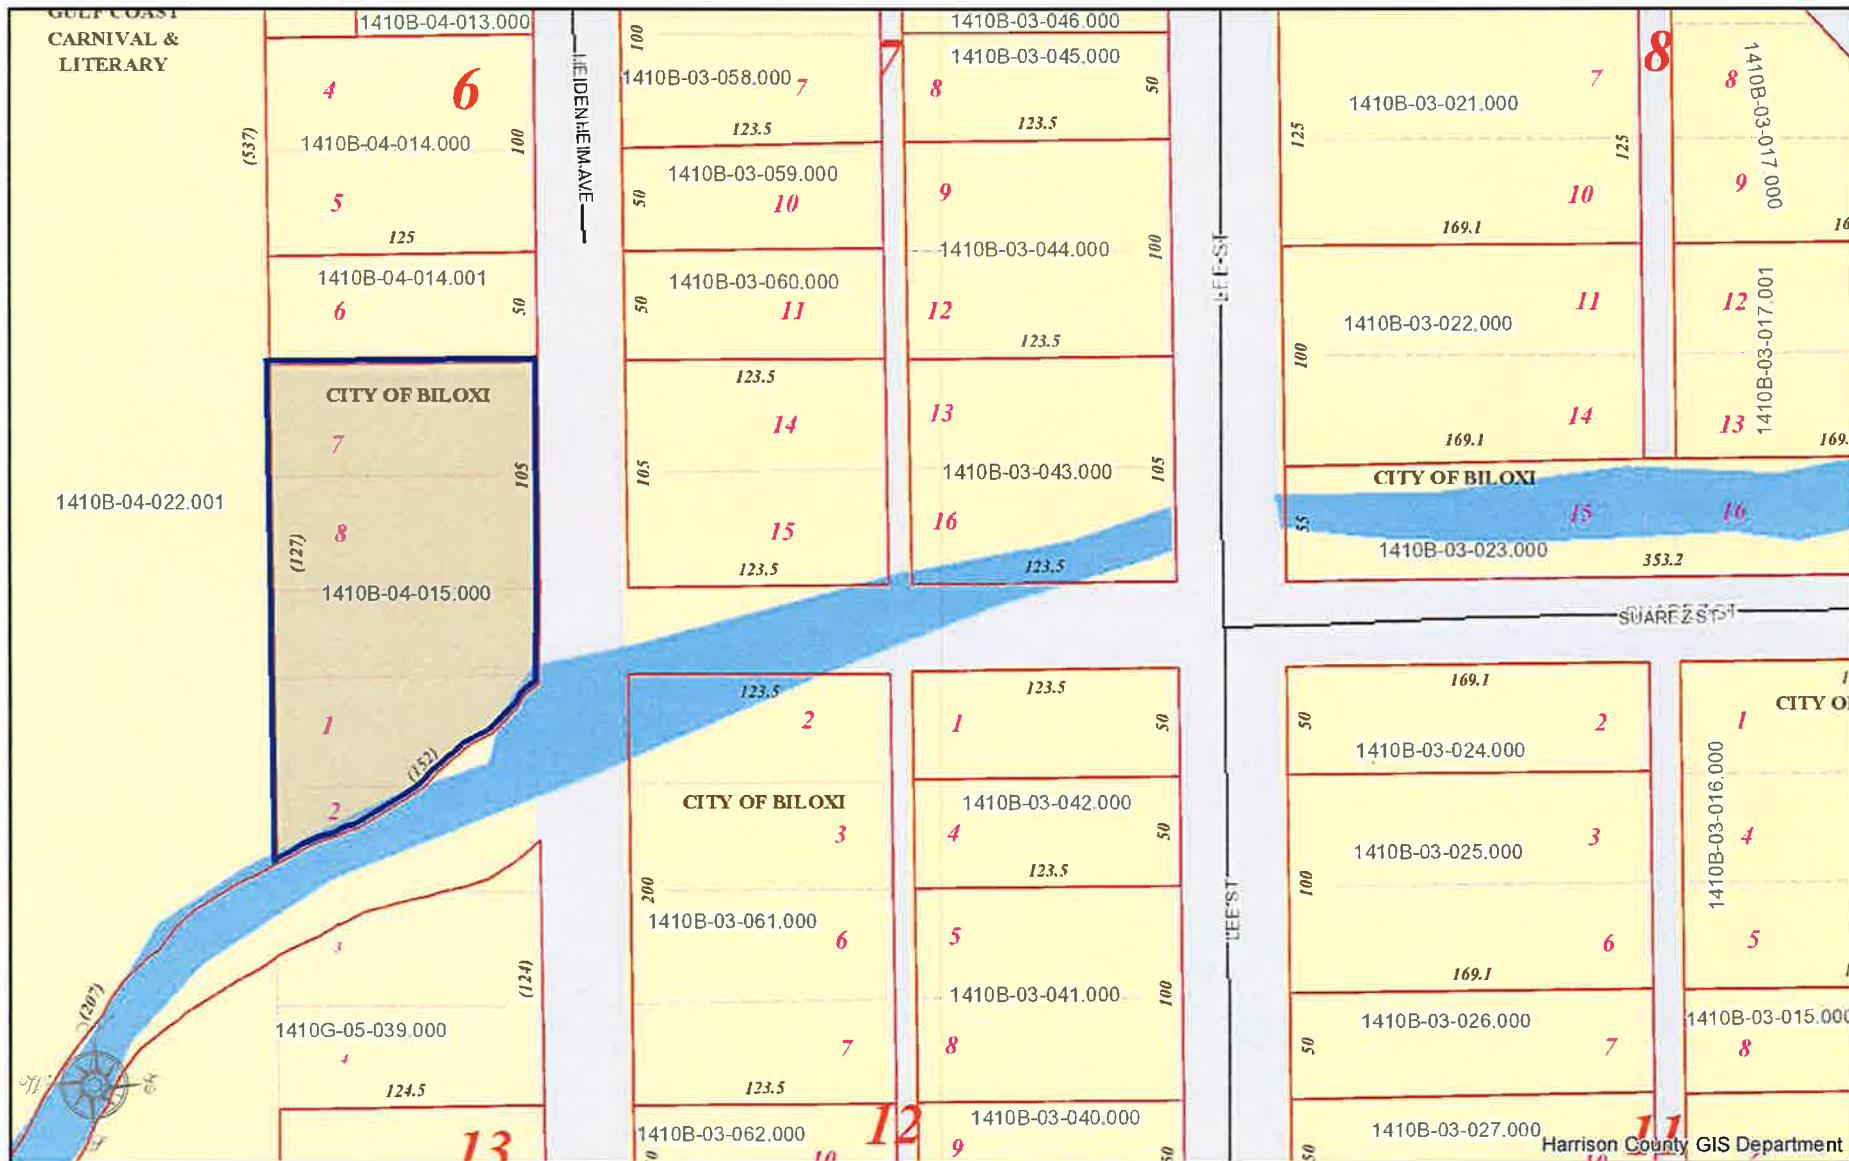 GULF COAST
CARNIVAL &
LITERARY
1410B-04-013.000
4
6
(537)
1410B-04-014.000
100
5
125
1410B-04-014.001
6
50
CITY OF BILOXI
7
105
1410B-04-022.001
8
(127)
1410B-04-015.000
1
(152)
2
3
(207)
(124)
1410G-05-039.000
4
124.5
13
HEIDENHEIM AVE
100
1410B-03-058.000
7
123.5
1410B-03-059.000
50
10
1410B-03-060.000
50
11
123.5
14
105
15
123.5
7
1410B-03-046.000
1410B-03-045.000
8
50
123.5
9
1410B-03-044.000
100
12
123.5
13
1410B-03-043.000
105
16
123.5
LEE ST
8
7
1410B-03-021.000
125
125
10
169.1
11
1410B-03-022.000
100
14
169.1
8
1410B-03-017.000
9
16
12
1410B-03-017.001
13
169.
CITY OF BILOXI
15
16
55
1410B-03-023.000
353.2
SUAREZ ST
123.5
2
CITY OF BILOXI
3
200
1410B-03-061.000
6
7
123.5
12
1410B-03-062.000
10
123.5
1
50
1410B-03-042.000
4
50
123.5
5
1410B-03-041.000
100
8
1410B-03-040.000
9
50
LEE ST
169.1
50
2
1410B-03-024.000
3
1410B-03-025.000
100
6
169.1
1410B-03-026.000
50
7
1410B-03-027.000
50
11
CITY O
1
1410B-03-016.000
4
5
1410B-03-015.000
8
Harrison County GIS Department